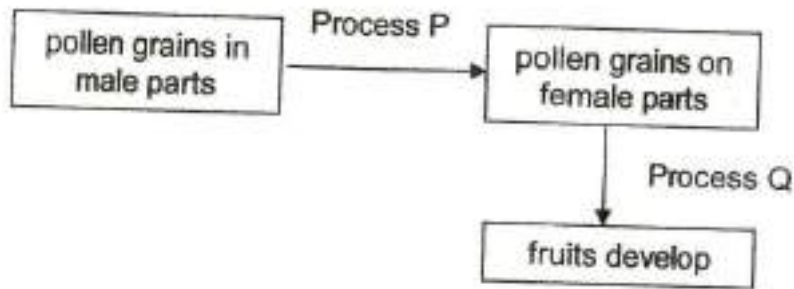 pollen grains in
male parts
Process P
pollen grains on
female parts
Process Q
fruits develop